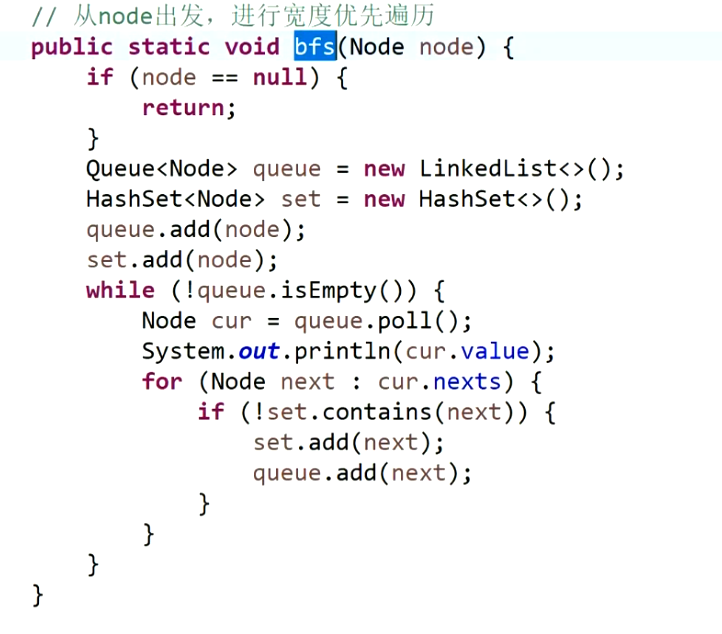 // 从node出发，进行宽度优先遍历
public static void bfs(Node node) {
    if (node == null) {
        return;
    }
    Queue<Node> queue = new LinkedList<>();
    HashSet<Node> set = new HashSet<>();
    queue.add(node);
    set.add(node);
    while (!queue.isEmpty()) {
        Node cur = queue.poll();
        System.out.println(cur.value);
        for (Node next : cur.nexts) {
            if (!set.contains(next)) {
                set.add(next);
                queue.add(next);
            }
        }
    }
}